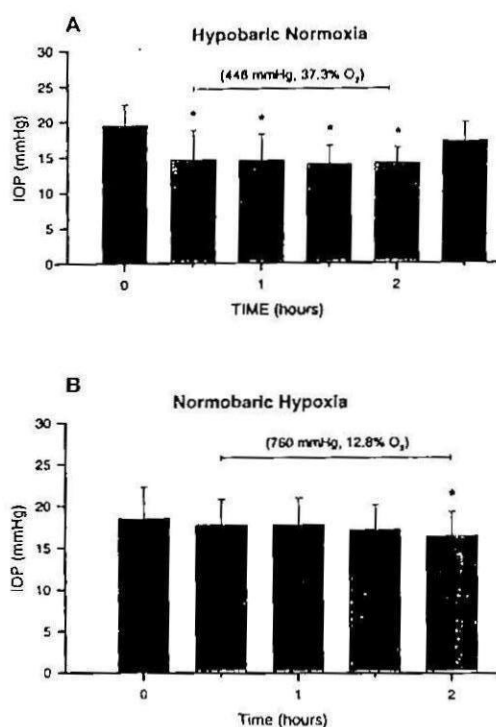 A
Hypobaric Normoxia
(446 mmHg, 37.3% O₂)
IOP (mmHg)
30
25
20
15
10
5
0
* * * *
0 1 2
TIME (hours)
B
Normobaric Hypoxia
(760 mmHg, 12.8% O₂)
IOP (mmHg)
30
25
20
15
10
5
0
*
0 1 2
Time (hours)